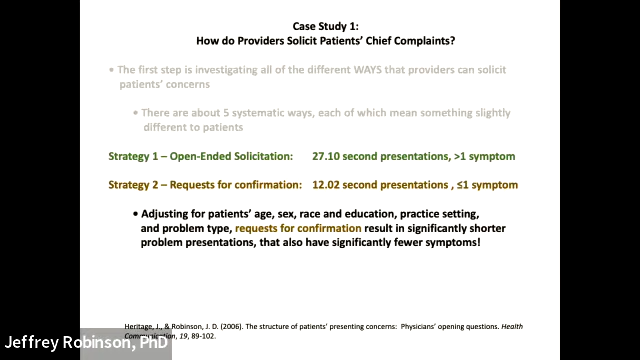 Case Study 1:
How do Providers Solicit Patients' Chief Complaints?
• The first step is investigating all of the different WAYS that providers can solicit
patients' concerns
• There are about 5 systematic ways, each of which mean something slightly
different to patients
Strategy 1 – Open-Ended Solicitation: 27.10 second presentations, >1 symptom
Strategy 2 – Requests for confirmation: 12.02 second presentations , ≤1 symptom
• Adjusting for patients' age, sex, race and education, practice setting,
and problem type, requests for confirmation result in significantly shorter
problem presentations, that also have significantly fewer symptoms!
Heritage, J., & Robinson, J. D. (2006). The structure of patients' presenting concerns: Physicians' opening questions. Health
Communication, 19, 89-102.
Jeffrey Robinson, PhD